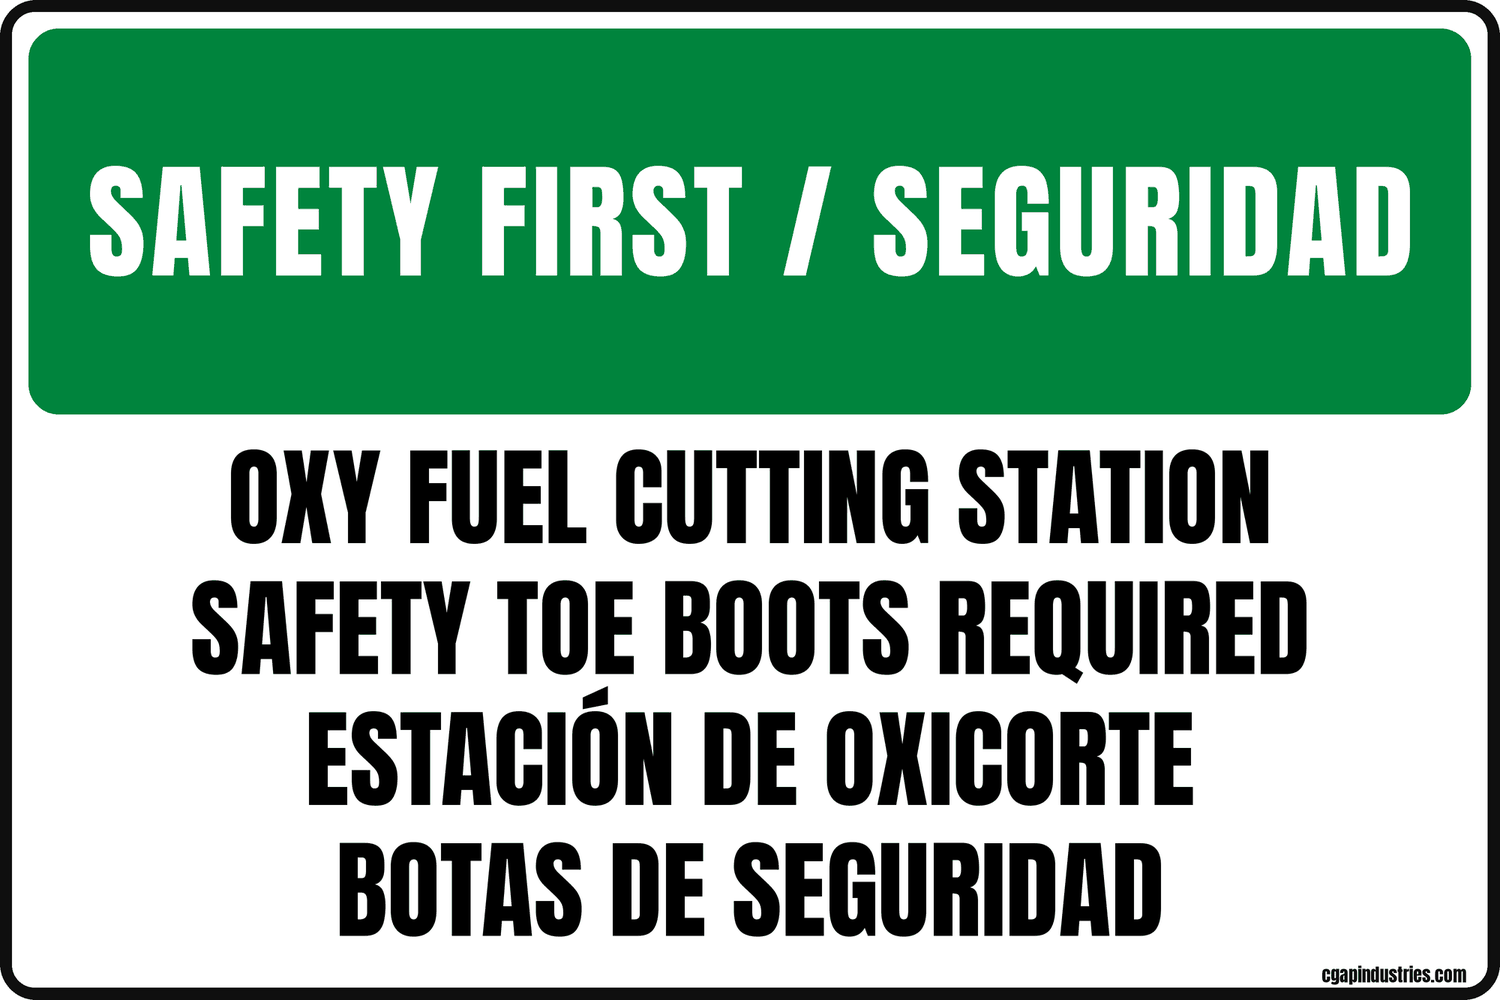 SAFETY FIRST / SEGURIDAD
OXY FUEL CUTTING STATION
SAFETY TOE BOOTS REQUIRED
ESTACIÓN DE OXICORTE
BOTAS DE SEGURIDAD
cgapindustries.com